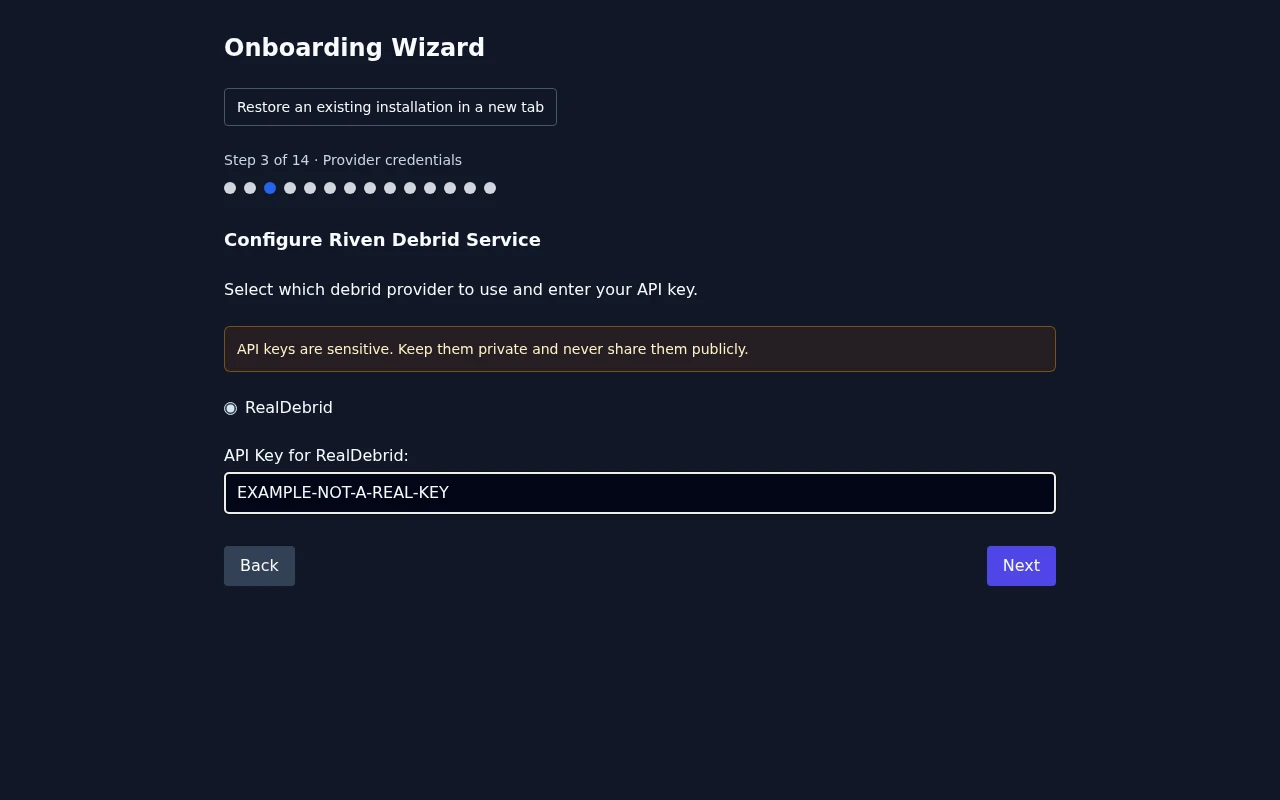 Onboarding Wizard
Restore an existing installation in a new tab
Step 3 of 14 · Provider credentials
Configure Riven Debrid Service
Select which debrid provider to use and enter your API key.
API keys are sensitive. Keep them private and never share them publicly.
RealDebrid
API Key for RealDebrid:
EXAMPLE-NOT-A-REAL-KEY
Back
Next